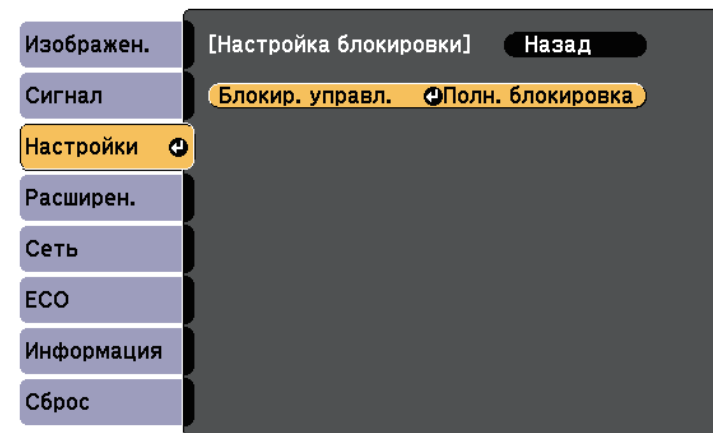 Изображен.
Сигнал
Настройки
Расширен.
Сеть
ECO
Информация
Сброс
[Настройка блокировки] Назад
Блокир. управл. Полн. блокировка